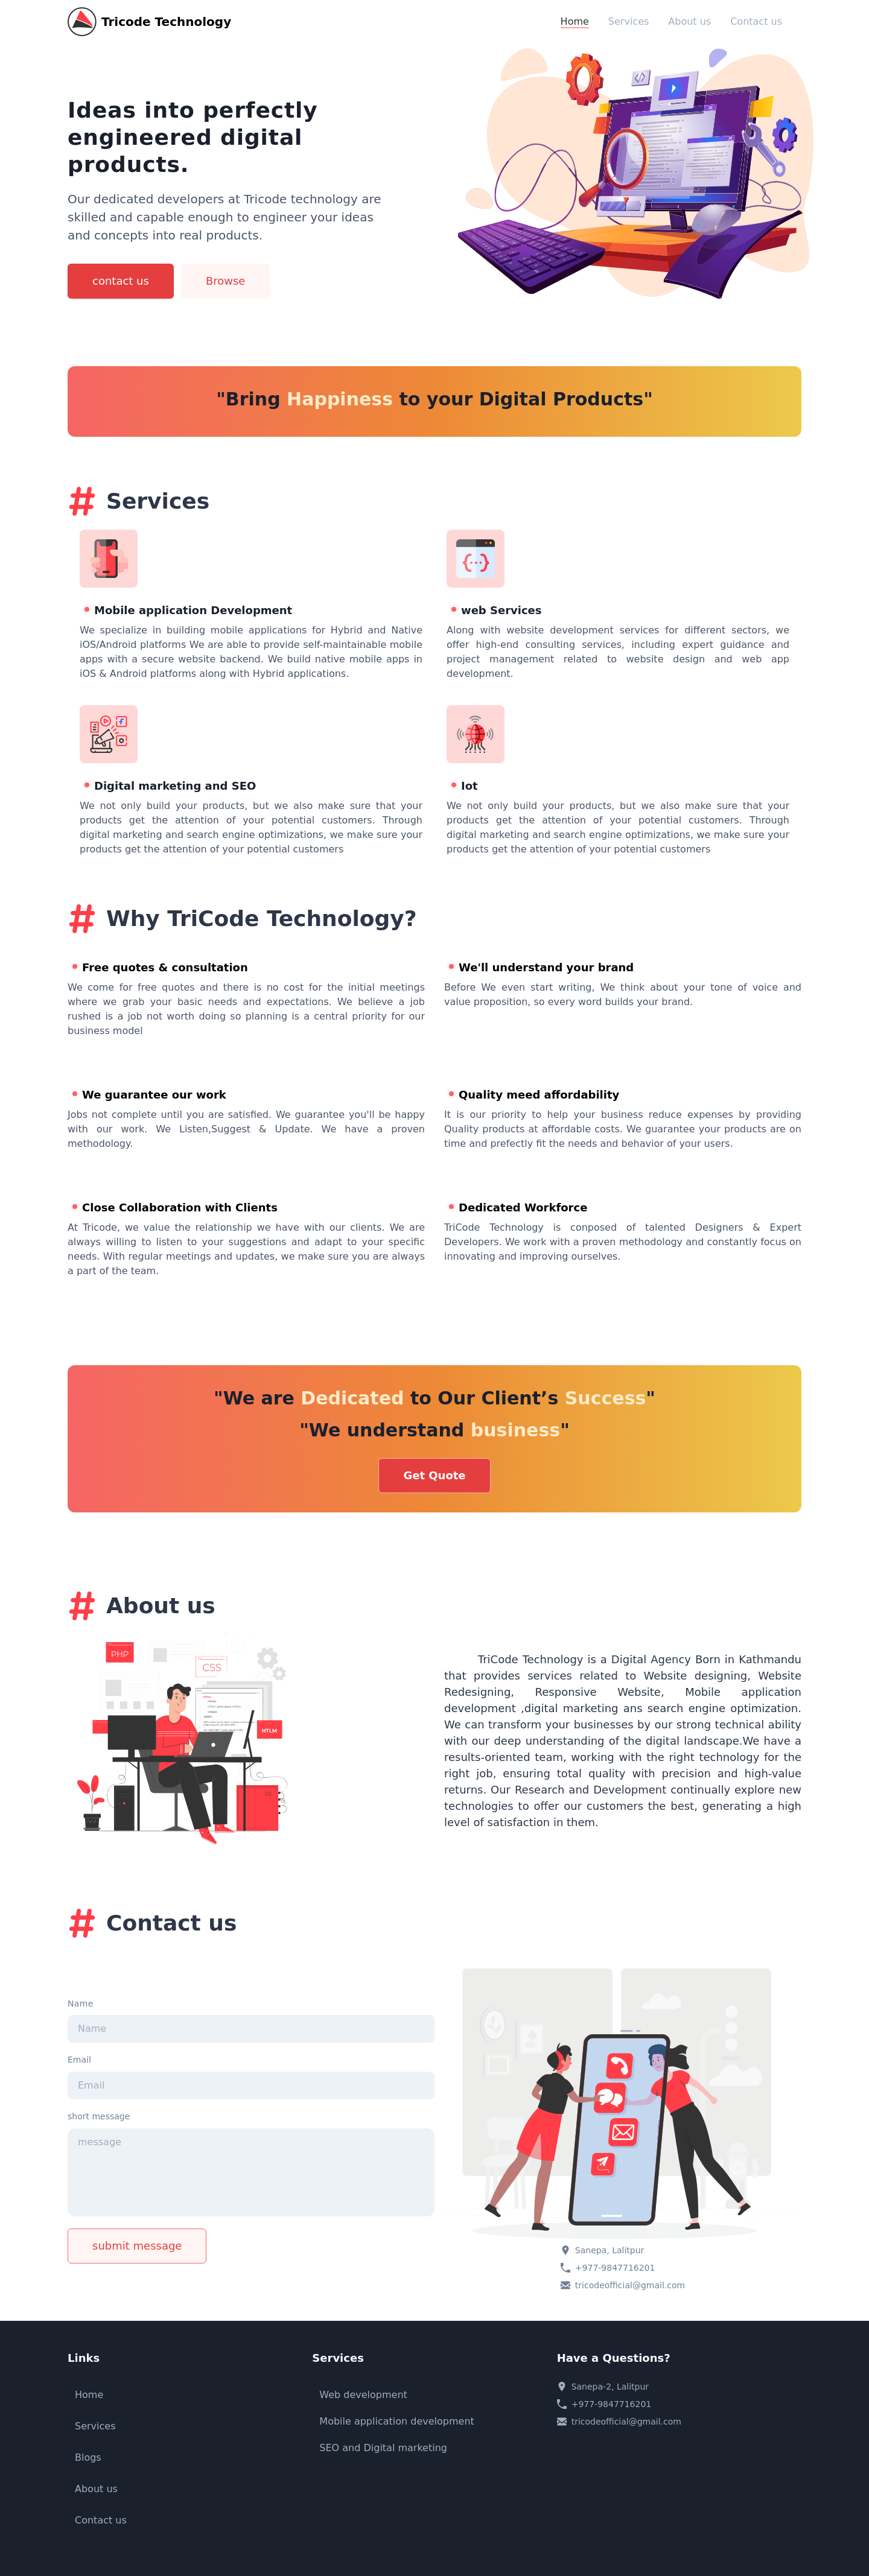 Tricode Technology
Home
Services
About us
Contact us
Ideas into perfectly
engineered digital
products.
Our dedicated developers at Tricode technology are
skilled and capable enough to engineer your ideas
and concepts into real products.
contact us
Browse
"Bring Happiness to your Digital Products"
# Services
Mobile application Development
We specialize in building mobile applications for Hybrid and Native
iOS/Android platforms We are able to provide self-maintainable mobile
apps with a secure website backend. We build native mobile apps in
iOS & Android platforms along with Hybrid applications.
web Services
Along with website development services for different sectors, we
offer high-end consulting services, including expert guidance and
project management related to website design and web app
development.
Digital marketing and SEO
We not only build your products, but we also make sure that your
products get the attention of your potential customers. Through
digital marketing and search engine optimizations, we make sure your
products get the attention of your potential customers
Iot
We not only build your products, but we also make sure that your
products get the attention of your potential customers. Through
digital marketing and search engine optimizations, we make sure your
products get the attention of your potential customers
# Why TriCode Technology?
Free quotes & consultation
We come for free quotes and there is no cost for the initial meetings
where we grab your basic needs and expectations. We believe a job
rushed is a job not worth doing so planning is a central priority for our
business model
We'll understand your brand
Before We even start writing, We think about your tone of voice and
value proposition, so every word builds your brand.
We guarantee our work
Jobs not complete until you are satisfied. We guarantee you'll be happy
with our work. We Listen,Suggest & Update. We have a proven
methodology.
Quality meed affordability
It is our priority to help your business reduce expenses by providing
Quality products at affordable costs. We guarantee your products are on
time and prefectly fit the needs and behavior of your users.
Close Collaboration with Clients
At Tricode, we value the relationship we have with our clients. We are
always willing to listen to your suggestions and adapt to your specific
needs. With regular meetings and updates, we make sure you are always
a part of the team.
Dedicated Workforce
TriCode Technology is conposed of talented Designers & Expert
Developers. We work with a proven methodology and constantly focus on
innovating and improving ourselves.
"We are Dedicated to Our Client’s Success"
"We understand business"
Get Quote
# About us
PHP
CSS
HTLM
TriCode Technology is a Digital Agency Born in Kathmandu
that provides services related to Website designing, Website
Redesigning, Responsive Website, Mobile application
development ,digital marketing ans search engine optimization.
We can transform your businesses by our strong technical ability
with our deep understanding of the digital landscape.We have a
results-oriented team, working with the right technology for the
right job, ensuring total quality with precision and high-value
returns. Our Research and Development continually explore new
technologies to offer our customers the best, generating a high
level of satisfaction in them.
# Contact us
Name
Name
Email
Email
short message
message
submit message
Sanepa, Lalitpur
+977-9847716201
tricodeofficial@gmail.com
Links
Home
Services
Blogs
About us
Contact us
Services
Web development
Mobile application development
SEO and Digital marketing
Have a Questions?
Sanepa-2, Lalitpur
+977-9847716201
tricodeofficial@gmail.com